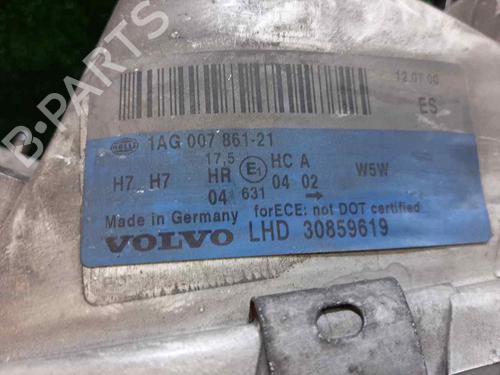 12.07.00
ES
HELLA 1AG 007 861-21
17,5
H7 H7 HR E1 HC A W5W
04 631 04 02
Made in Germany forECE: not DOT certified
VOLVO LHD 30859619
B-PARTS